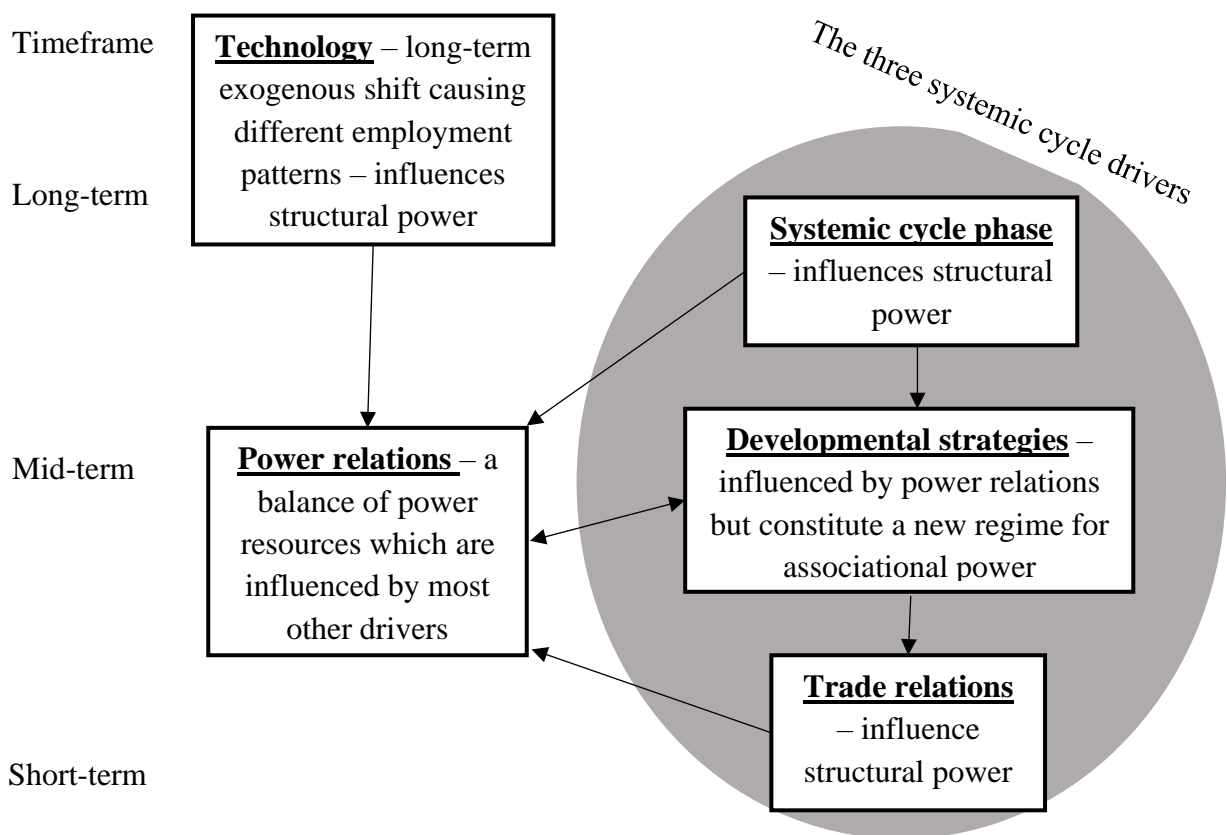 Timeframe
Technology – long-term
exogenous shift causing
different employment
patterns – influences
structural power
The three systemic cycle drivers
Long-term
Systemic cycle phase
– influences structural
power
Mid-term
Power relations – a
balance of power
resources which are
influenced by most
other drivers
Developmental strategies –
influenced by power relations
but constitute a new regime for
associational power
Trade relations
– influence
structural power
Short-term